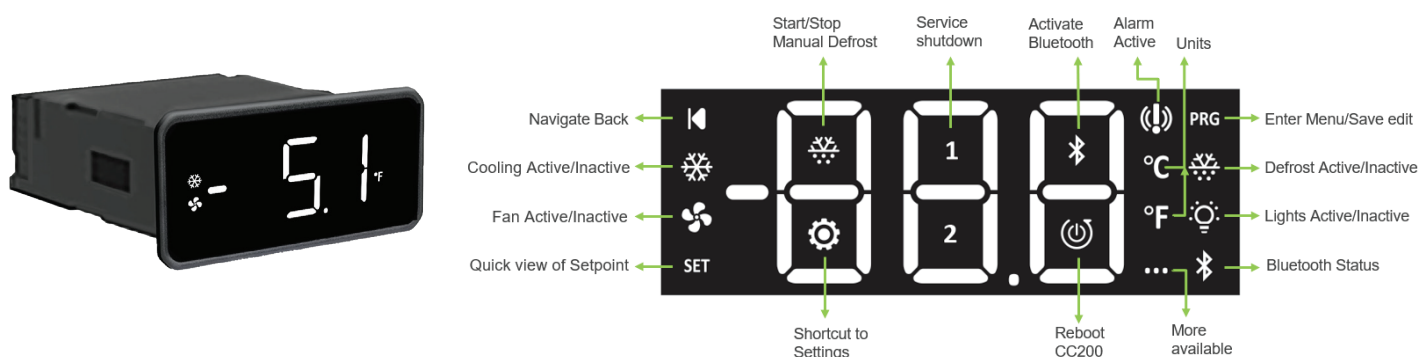 -5.1 °F
Start/Stop
Manual Defrost
Service
shutdown
Activate
Bluetooth
Alarm
Active
Units
Navigate Back
Cooling Active/Inactive
Fan Active/Inactive
Quick view of Setpoint
SET
1
2
PRG
°C
°F
...
Enter Menu/Save edit
Defrost Active/Inactive
Lights Active/Inactive
Bluetooth Status
Shortcut to
Settings
Reboot
CC200
More
available